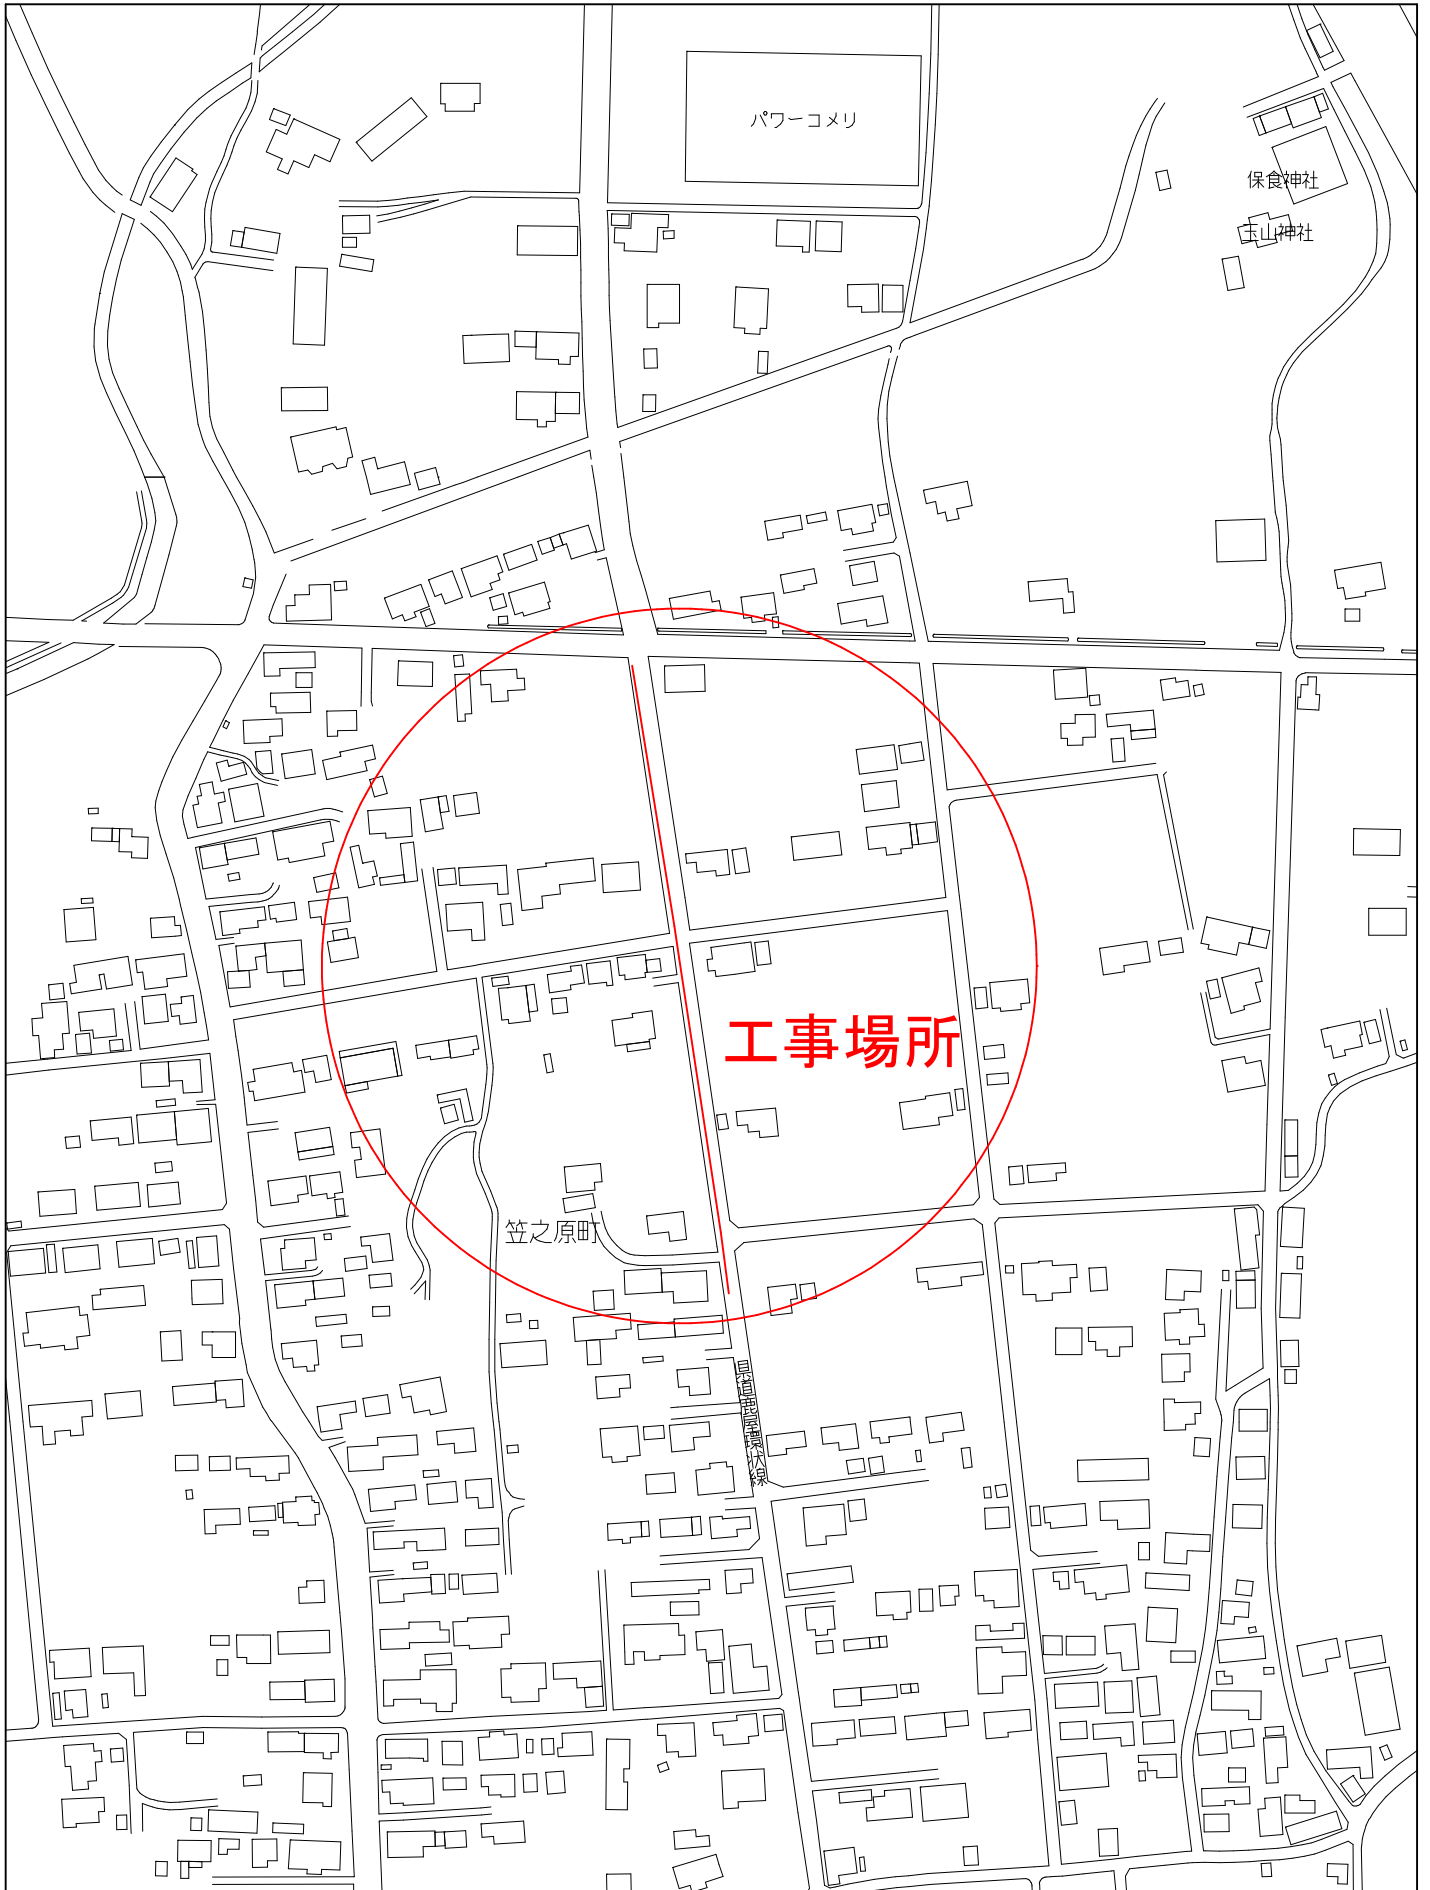 パワーコメリ
保食神社
玉山神社
工事場所
笠之原町
県道鹿屋環状線